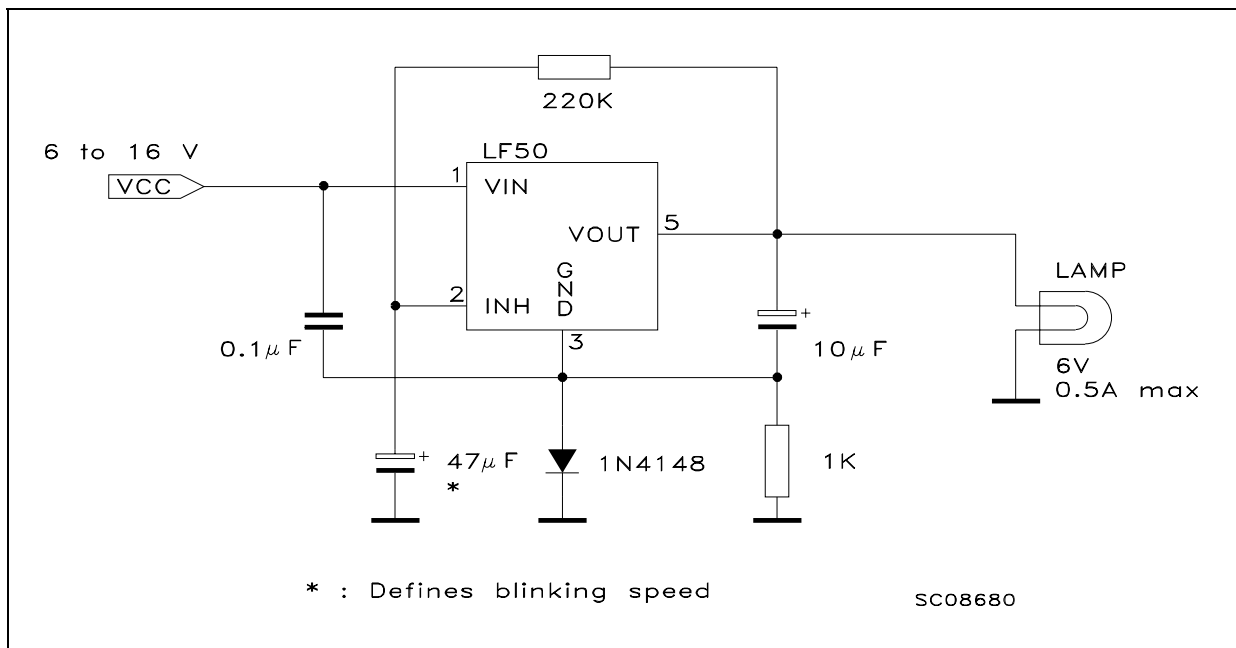 220K
6 to 16 V
VCC
LF50
1
VIN
VOUT
5
2
INH
GND
3
0.1μF
+
10μF
LAMP
6V
0.5A max
+
47μF
*
1N4148
1K
* : Defines blinking speed
SC08680